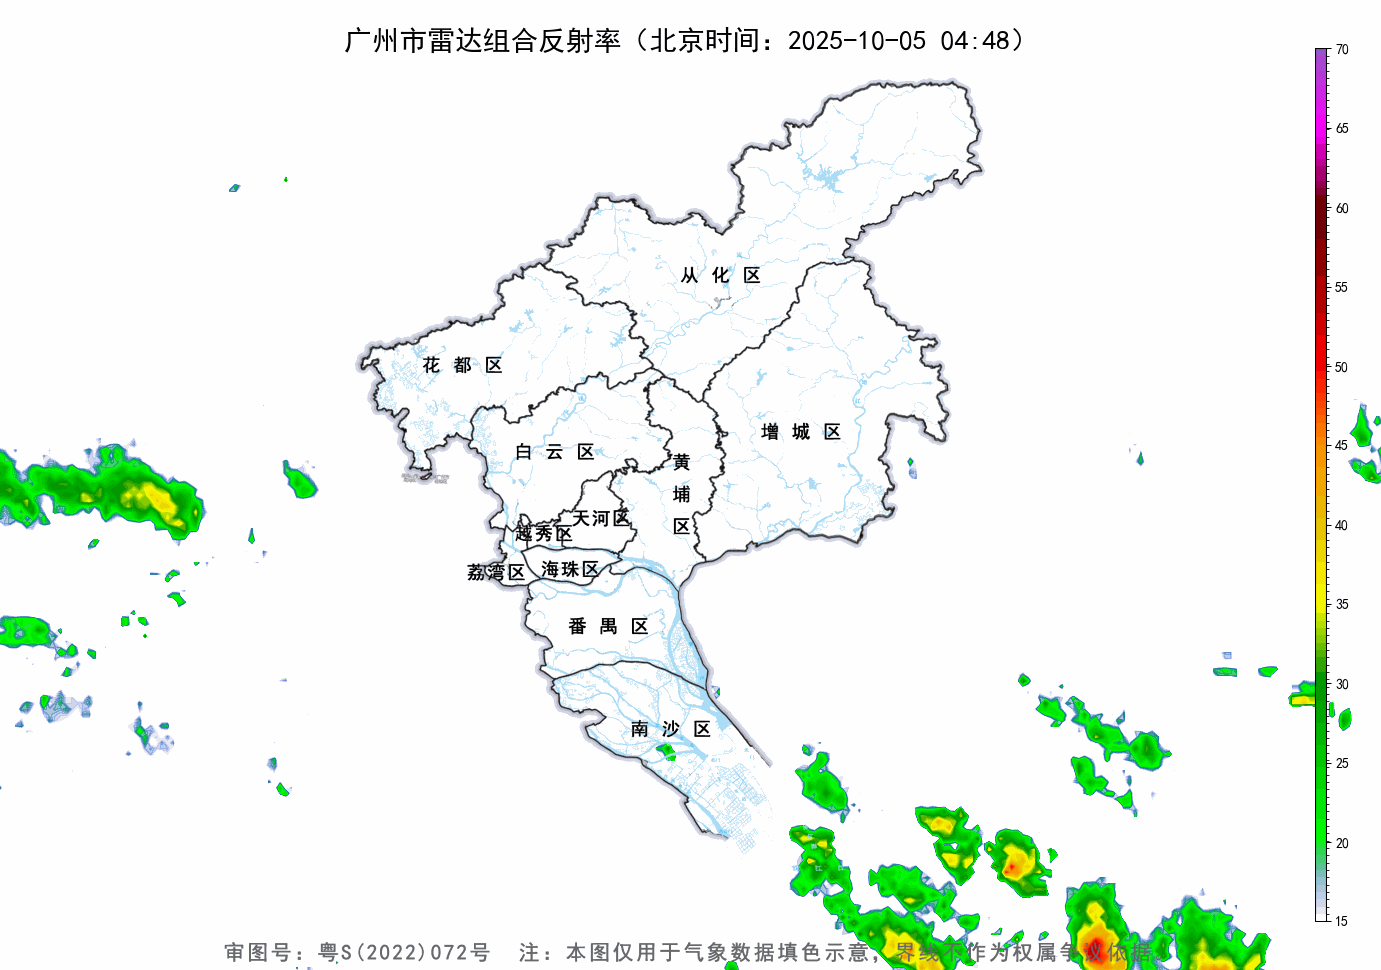 广州市雷达组合反射率（北京时间：2025-10-05 04:48）
70
65
60
55
50
45
40
35
30
25
20
15
从化区
花都区
增城区
白云区
黄埔区
天河区
越秀区
荔湾区
海珠区
番禺区
南沙区
审图号：粤S(2022)072号 注：本图仅用于气象数据填色示意，界线不作为权属争议依据。